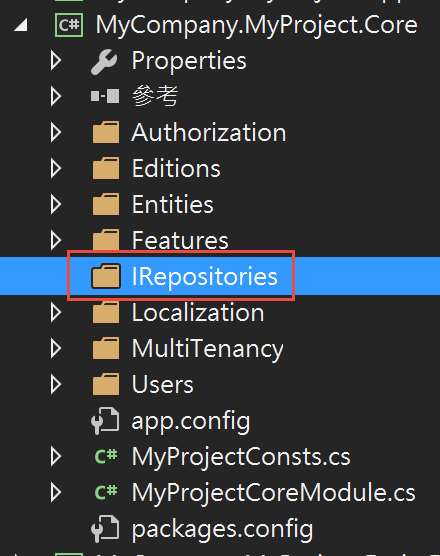 C# MyCompany.MyProject.Core
Properties
參考
Authorization
Editions
Entities
Features
IRepositories
Localization
MultiTenancy
Users
app.config
C# MyProjectConsts.cs
C# MyProjectCoreModule.cs
packages.config